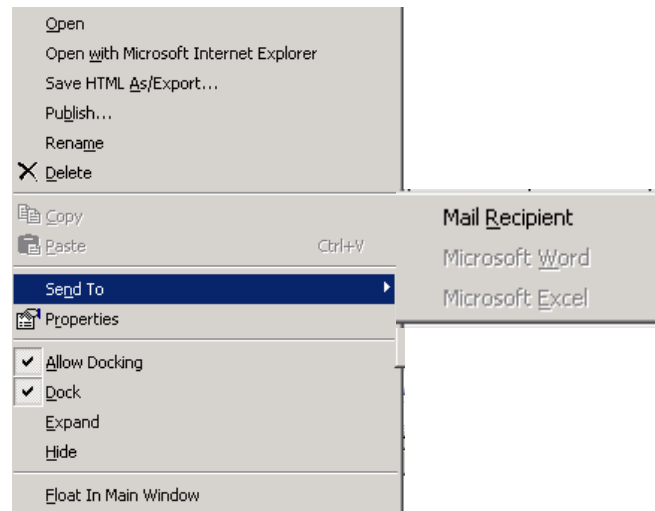 Open
Open with Microsoft Internet Explorer
Save HTML As/Export...
Publish...
Rename
Delete
Copy
Paste Ctrl+V
Send To
Mail Recipient
Microsoft Word
Microsoft Excel
Properties
Allow Docking
Dock
Expand
Hide
Float In Main Window